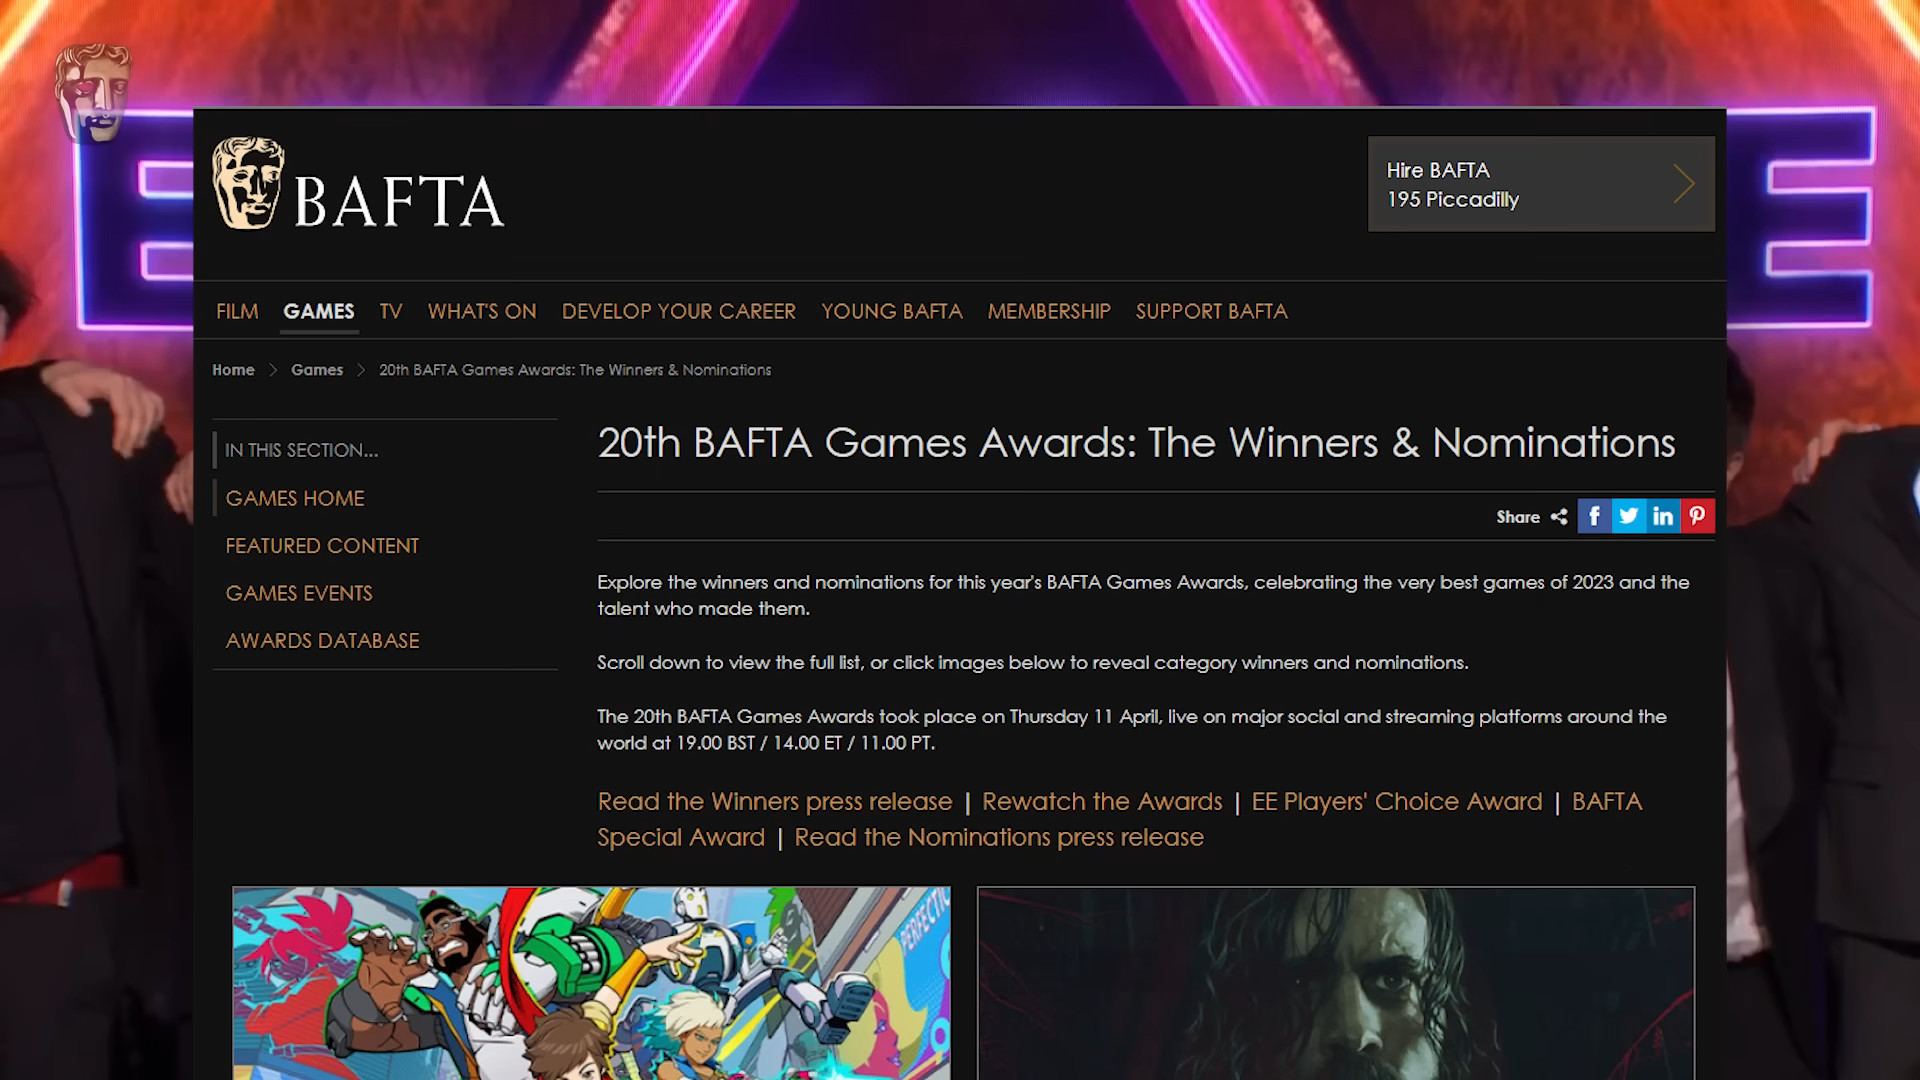 BAFTA
Hire BAFTA
195 Piccadilly
FILM GAMES TV WHAT'S ON DEVELOP YOUR CAREER YOUNG BAFTA MEMBERSHIP SUPPORT BAFTA
Home > Games > 20th BAFTA Games Awards: The Winners & Nominations
IN THIS SECTION...
GAMES HOME
FEATURED CONTENT
GAMES EVENTS
AWARDS DATABASE
20th BAFTA Games Awards: The Winners & Nominations
Share
Explore the winners and nominations for this year's BAFTA Games Awards, celebrating the very best games of 2023 and the
talent who made them.
Scroll down to view the full list, or click images below to reveal category winners and nominations.
The 20th BAFTA Games Awards took place on Thursday 11 April, live on major social and streaming platforms around the
world at 19.00 BST / 14.00 ET / 11.00 PT.
Read the Winners press release | Rewatch the Awards | EE Players' Choice Award | BAFTA
Special Award | Read the Nominations press release